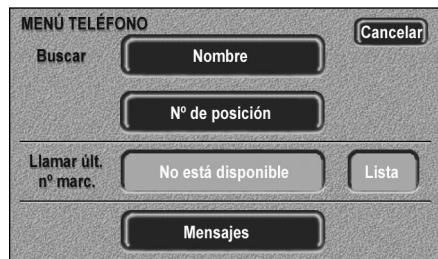 MENÚ TELÉFONO
Cancelar
Buscar
Nombre
Nº de posición
Llamar últ.
nº marc.
No está disponible
Lista
Mensajes